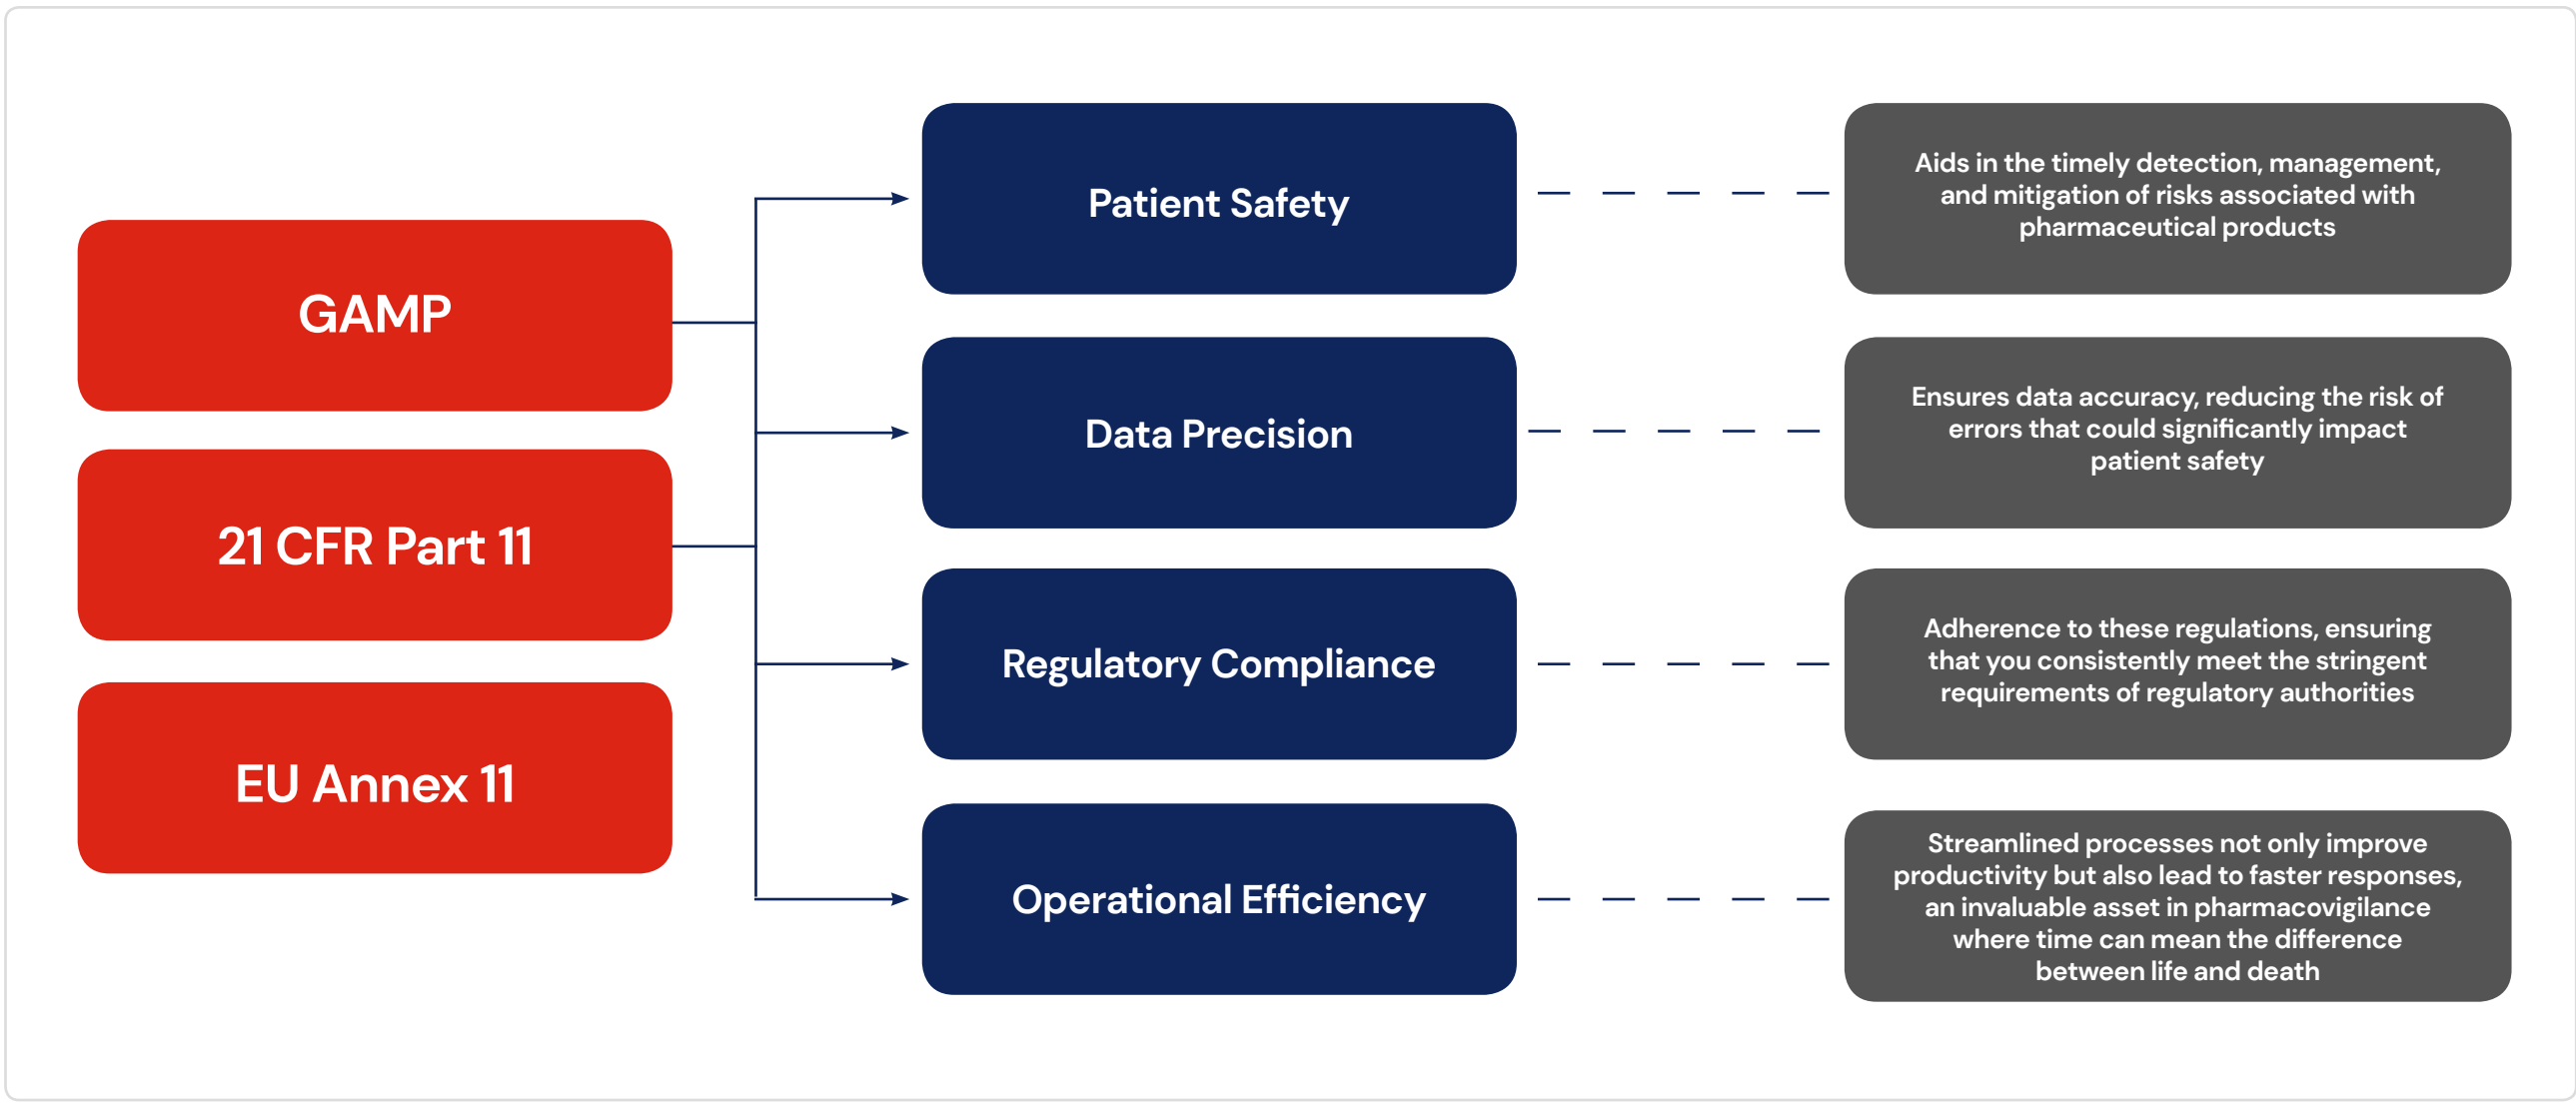 GAMP
21 CFR Part 11
EU Annex 11
Patient Safety
Data Precision
Regulatory Compliance
Operational Efficiency
Aids in the timely detection, management,
and mitigation of risks associated with
pharmaceutical products
Ensures data accuracy, reducing the risk of
errors that could significantly impact
patient safety
Adherence to these regulations, ensuring
that you consistently meet the stringent
requirements of regulatory authorities
Streamlined processes not only improve
productivity but also lead to faster responses,
an invaluable asset in pharmacovigilance
where time can mean the difference
between life and death